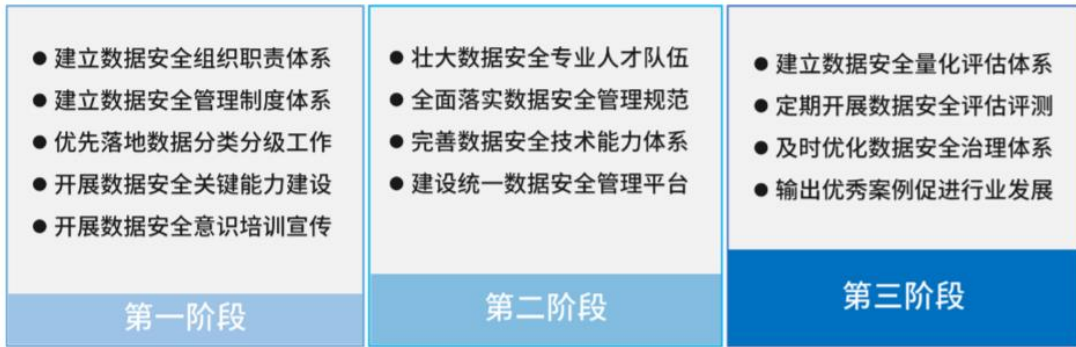 ● 建立数据安全组织职责体系
● 建立数据安全管理制度体系
● 优先落地数据分类分级工作
● 开展数据安全关键能力建设
● 开展数据安全意识培训宣传
第一阶段
● 壮大数据安全专业人才队伍
● 全面落实数据安全管理规范
● 完善数据安全技术能力体系
● 建设统一数据安全管理平台
第二阶段
● 建立数据安全量化评估体系
● 定期开展数据安全评估评测
● 及时优化数据安全治理体系
● 输出优秀案例促进行业发展
第三阶段